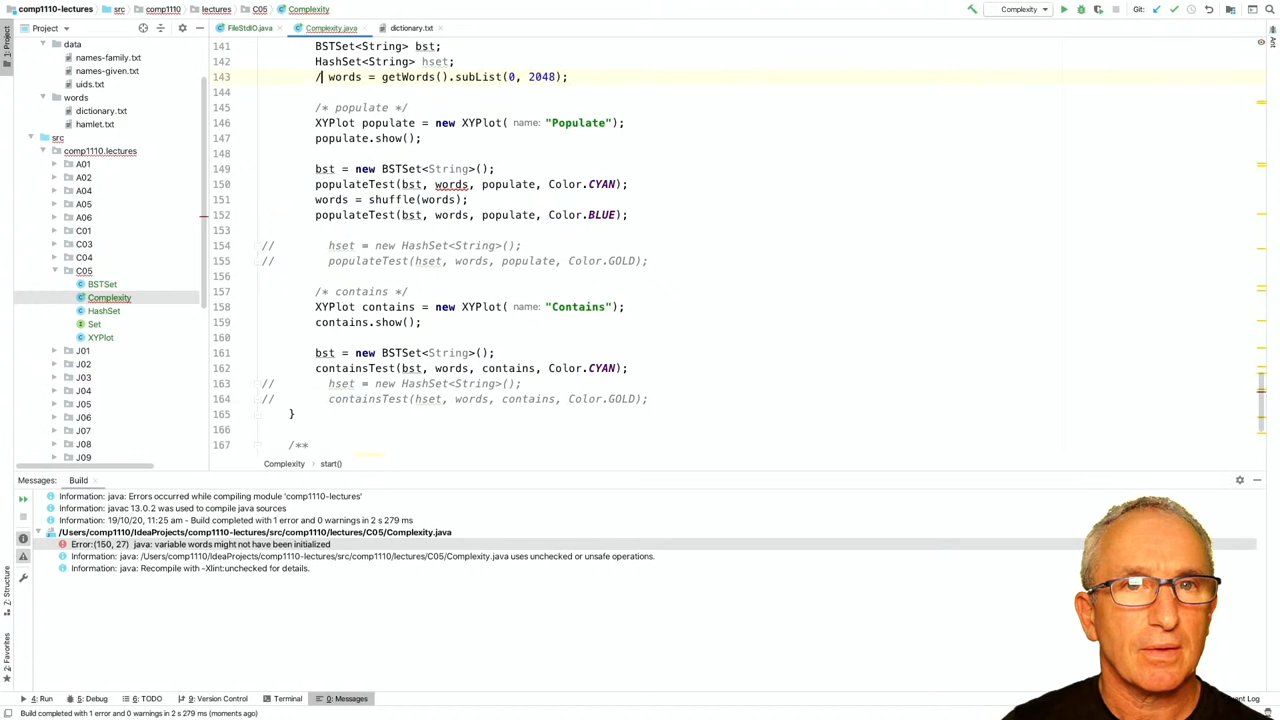 comp1110-lectures src comp1110 lectures C05 Complexity
Complexity Git:
Project
FileStdIO.java Complexity.java dictionary.txt
1: Project
Ant
data
names-family.txt
names-given.txt
uids.txt
words
dictionary.txt
hamlet.txt
src
comp1110.lectures
A01
A02
A04
A05
A06
C01
C03
C04
C05
BSTSet
Complexity
HashSet
Set
XYPlot
J01
J02
J03
J04
J05
J06
J07
J08
J09
141 BSTSet<String> bst;
142 HashSet<String> hset;
143 / words = getWords().subList(0, 2048);
144
145 /* populate */
146 XYPlot populate = new XYPlot( name: "Populate");
147 populate.show();
148
149 bst = new BSTSet<String>();
150 populateTest(bst, words, populate, Color.CYAN);
151 words = shuffle(words);
152 populateTest(bst, words, populate, Color.BLUE);
153
154 // hset = new HashSet<String>();
155 // populateTest(hset, words, populate, Color.GOLD);
156
157 /* contains */
158 XYPlot contains = new XYPlot( name: "Contains");
159 contains.show();
160
161 bst = new BSTSet<String>();
162 containsTest(bst, words, contains, Color.CYAN);
163 // hset = new HashSet<String>();
164 // containsTest(hset, words, contains, Color.GOLD);
165 }
166
167 /**
Complexity start()
Messages: Build
Information: java: Errors occurred while compiling module 'comp1110-lectures'
Information: javac 13.0.2 was used to compile java sources
Information: 19/10/20, 11:25 am - Build completed with 1 error and 0 warnings in 2 s 279 ms
/Users/comp1110/IdeaProjects/comp1110-lectures/src/comp1110/lectures/C05/Complexity.java
Error:(150, 27) java: variable words might not have been initialized
Information: java: /Users/comp1110/IdeaProjects/comp1110-lectures/src/comp1110/lectures/C05/Complexity.java uses unchecked or unsafe operations.
Information: java: Recompile with -Xlint:unchecked for details.
7: Structure
2: Favorites
4: Run 5: Debug 6: TODO 9: Version Control Terminal 0: Messages
Log
Build completed with 1 error and 0 warnings in 2 s 279 ms (moments ago)